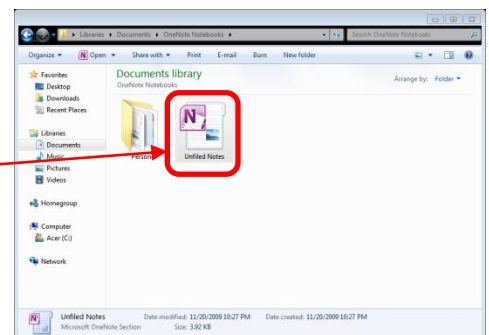 Libraries ▸ Documents ▸ OneNote Notebooks ▸
Search OneNote Notebooks
Organize Open Share with Print E-mail Burn New folder
Favorites
Desktop
Downloads
Recent Places
Libraries
Documents
Music
Pictures
Videos
Homegroup
Computer
Acer (C:)
Network
Documents library
OneNote Notebooks
Arrange by: Folder
Unfiled Notes
Unfiled Notes Date modified: 11/20/2009 10:27 PM Date created: 11/20/2009 10:27 PM
Microsoft OneNote Section Size: 3.92 KB